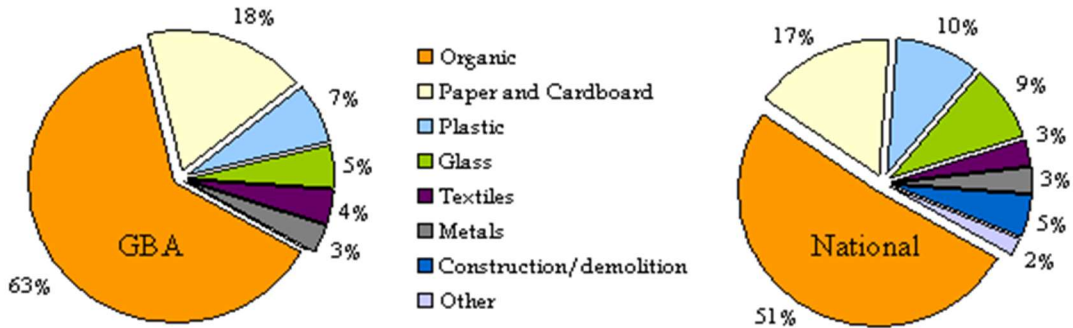 18%
7%
5%
4%
3%
63%
GBA
Organic
Paper and Cardboard
Plastic
Glass
Textiles
Metals
Construction/demolition
Other
17%
10%
9%
3%
3%
5%
2%
51%
National